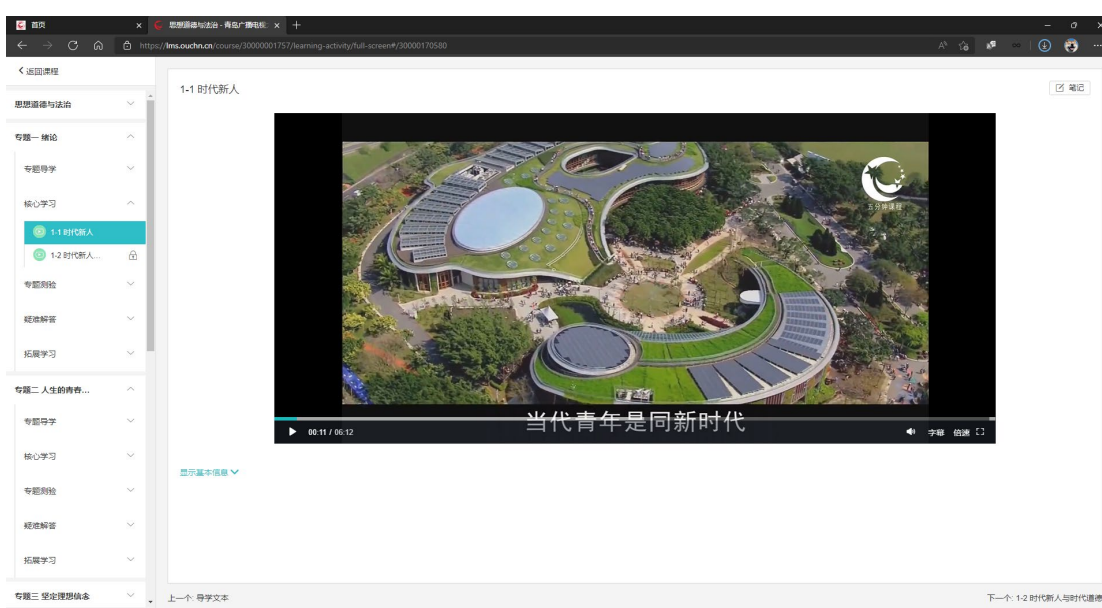 首页
思想道德与法治 - 青岛广播电视
https://lms.ouchn.cn/course/30000001757/learning-activity/full-screen#/30000170580
返回课程
思想道德与法治
专题一 绪论
专题导学
核心学习
1-1 时代新人
1-2 时代新人...
专题测验
疑难解答
拓展学习
专题二 人生的青春...
专题导学
核心学习
专题测验
疑难解答
拓展学习
专题三 坚定理想信念
1-1 时代新人
笔记
五分钟课程
当代青年是同新时代
00:11 / 06:12
字幕 倍速
显示基本信息
上一个: 导学文本
下一个: 1-2 时代新人与时代道德